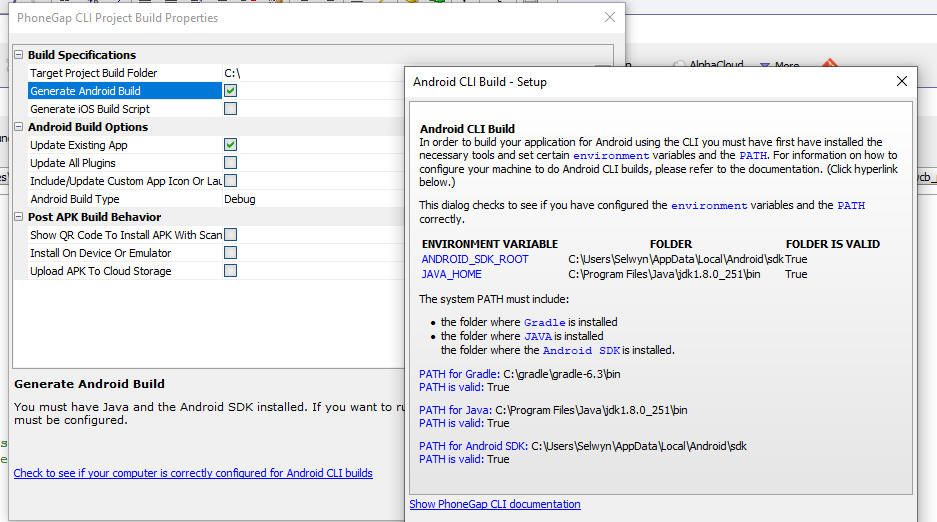 PhoneGap CLI Project Build Properties
Build Specifications
Target Project Build Folder C:\
Generate Android Build
Generate iOS Build Script
Android Build Options
Update Existing App
Update All Plugins
Include/Update Custom App Icon Or Lau
Android Build Type Debug
Post APK Build Behavior
Show QR Code To Install APK With Scan
Install On Device Or Emulator
Upload APK To Cloud Storage
Generate Android Build
You must have Java and the Android SDK installed. If you want to ru
must be configured.
Check to see if your computer is correctly configured for Android CLI builds
AlphaCloud
More
Android CLI Build - Setup
Android CLI Build
In order to build your application for Android using the CLI you must have first have installed the
necessary tools and set certain environment variables and the PATH. For information on how to
configure your machine to do Android CLI builds, please refer to the documentation. (Click hyperlink
below.)
This dialog checks to see if you have configured the environment variables and the PATH
correctly.
ENVIRONMENT VARIABLE FOLDER FOLDER IS VALID
ANDROID_SDK_ROOT C:\Users\Selwyn\AppData\Local\Android\sdk True
JAVA_HOME C:\Program Files\Java\jdk1.8.0_251\bin True
The system PATH must include:
• the folder where Gradle is installed
• the folder where JAVA is installed
the folder where the Android SDK is installed.
PATH for Gradle: C:\gradle\gradle-6.3\bin
PATH is valid: True
PATH for Java: C:\Program Files\Java\jdk1.8.0_251\bin
PATH is valid: True
PATH for Android SDK: C:\Users\Selwyn\AppData\Local\Android\sdk
PATH is valid: True
Show PhoneGap CLI documentation